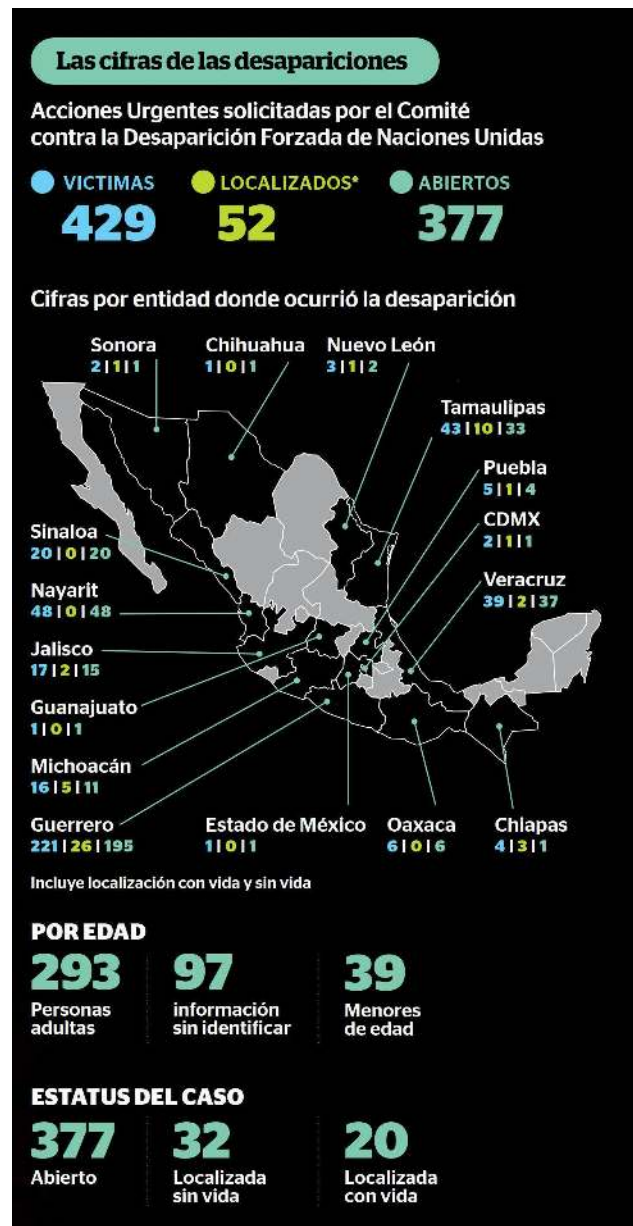 Las cifras de las desapariciones
Acciones Urgentes solicitadas por el Comité
contra la Desaparición Forzada de Naciones Unidas
VICTIMAS
429
LOCALIZADOS*
52
ABIERTOS
377
Cifras por entidad donde ocurrió la desaparición
Sonora
2|1|1
Chihuahua
1|0|1
Nuevo León
3|1|2
Tamaulipas
43|10|33
Puebla
5|1|4
CDMX
2|1|1
Veracruz
39|2|37
Sinaloa
20|0|20
Nayarit
48|0|48
Jalisco
17|2|15
Guanajuato
1|0|1
Michoacán
16|5|11
Guerrero
221|26|195
Estado de México
1|0|1
Oaxaca
6|0|6
Chiapas
4|3|1
Incluye localización con vida y sin vida
POR EDAD
293
Personas
adultas
97
información
sin identificar
39
Menores
de edad
ESTATUS DEL CASO
377
Abierto
32
Localizada
sin vida
20
Localizada
con vida